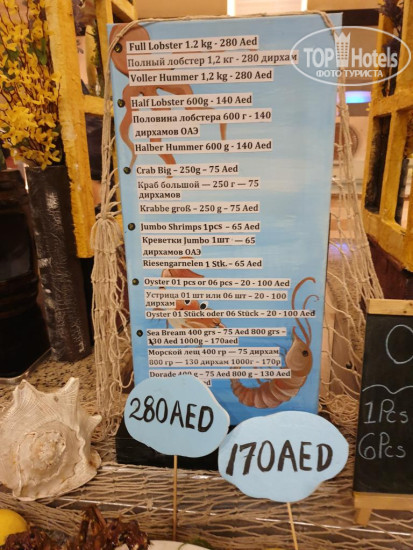 TOPHotels
ФОТО ТУРИСТА
Full Lobster 1.2 kg - 280 Aed
Полный лобстер 1,2 кг - 280 дирхам
Voller Hummer 1,2 kg - 280 AED
Half Lobster 600g - 140 AED
Половина лобстера 600 г - 140
дирхамов ОАЭ
Halber Hummer 600 g - 140 AED
Crab Big – 250g – 75 Aed
Краб большой — 250 г — 75
дирхамов
Krabbe groß – 250 g – 75 AED
Jumbo Shrimps 1pcs – 65 Aed
Креветки Jumbo 1шт — 65
дирхамов ОАЭ
Riesengarnelen 1 Stk. – 65 Aed
Oyster 01 pcs or 06 pcs – 20 - 100 Aed
Устрица 01 шт или 06 шт – 20 - 100
дирхам
Oyster 01 Stück oder 06 Stück - 20 - 100 Aed
Sea Bream 400 grs – 75 Aed 800 grs –
130 Aed 1000g – 170aed
Морской лещ 400 гр — 75 дирхам
800 гр — 130 дирхам 1000г - 170р
Dorade 400 g – 75 Aed 800 g – 130 AED
280AED
170AED
1Pcs
6Pcs